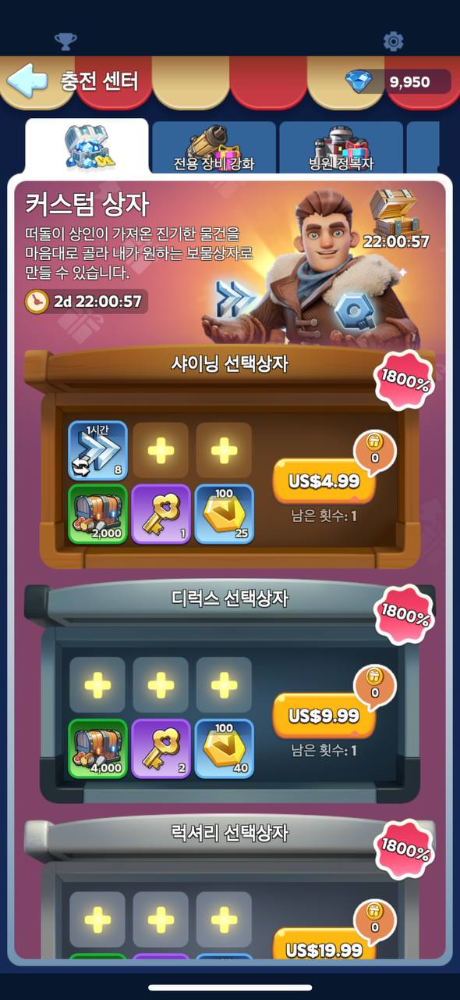 충전 센터
9,950
전용 장비 강화
빙원 정복자
커스텀 상자
떠돌이 상인이 가져온 진기한 물건을
마음대로 골라 내가 원하는 보물상자로
만들 수 있습니다.
22:00:57
2d 22:00:57
샤이닝 선택상자
1800%
1시간
8
0
US$4.99
남은 횟수: 1
2,000
1
100
25
디럭스 선택상자
1800%
0
US$9.99
남은 횟수: 1
4,000
2
100
40
럭셔리 선택상자
1800%
0
US$19.99